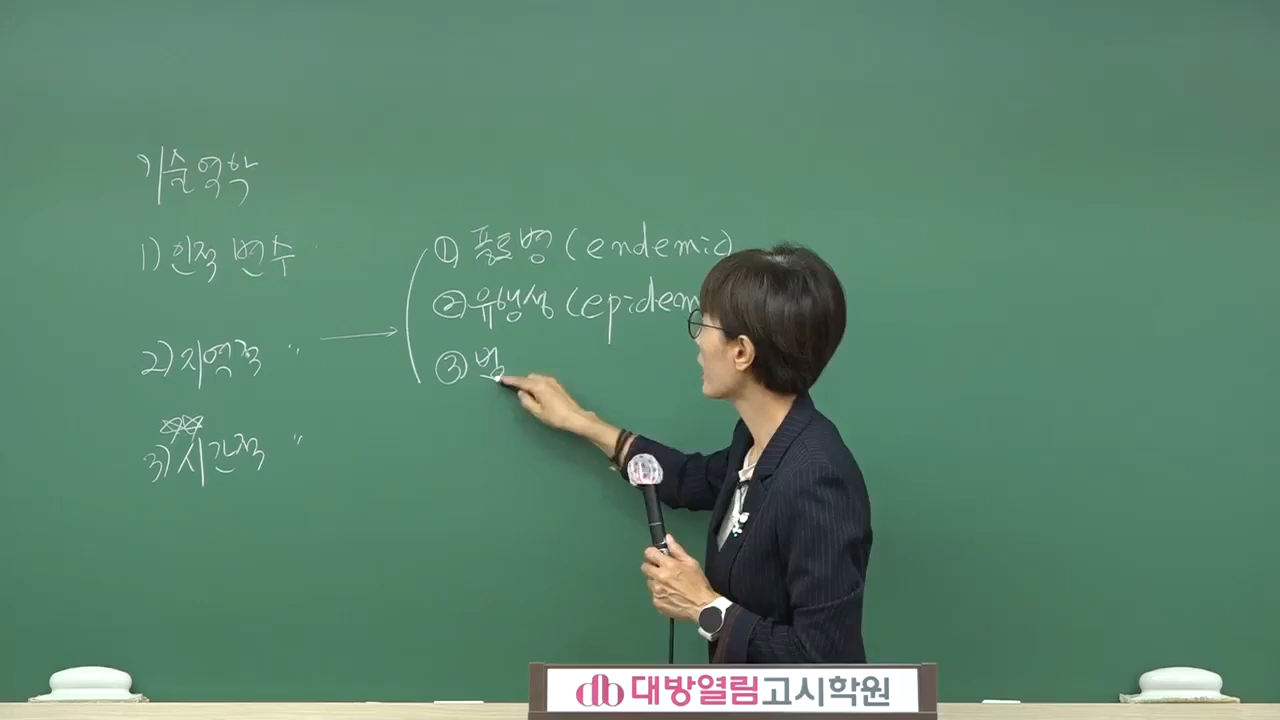 기술역학
1) 인적 변수
2) 지역적 〃
3) 시간적 〃
① 풍토병 (endemic)
② 유행성 (epidem
③ 범
대방열림고시학원